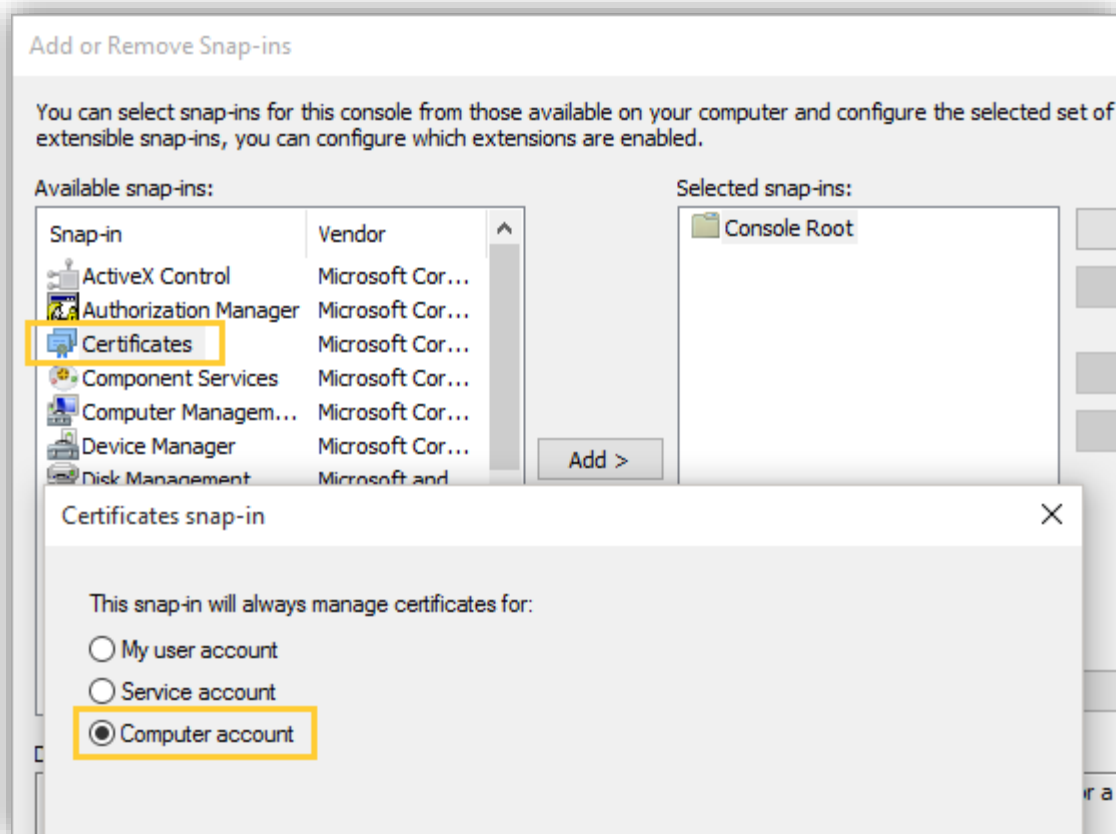 Add or Remove Snap-ins
You can select snap-ins for this console from those available on your computer and configure the selected set of
extensible snap-ins, you can configure which extensions are enabled.
Available snap-ins:
Selected snap-ins:
Snap-in Vendor
Console Root
ActiveX Control Microsoft Cor...
Authorization Manager Microsoft Cor...
Certificates Microsoft Cor...
Component Services Microsoft Cor...
Computer Managem... Microsoft Cor...
Device Manager Microsoft Cor...
Add >
Disk Management Microsoft and
Certificates snap-in
This snap-in will always manage certificates for:
My user account
Service account
Computer account